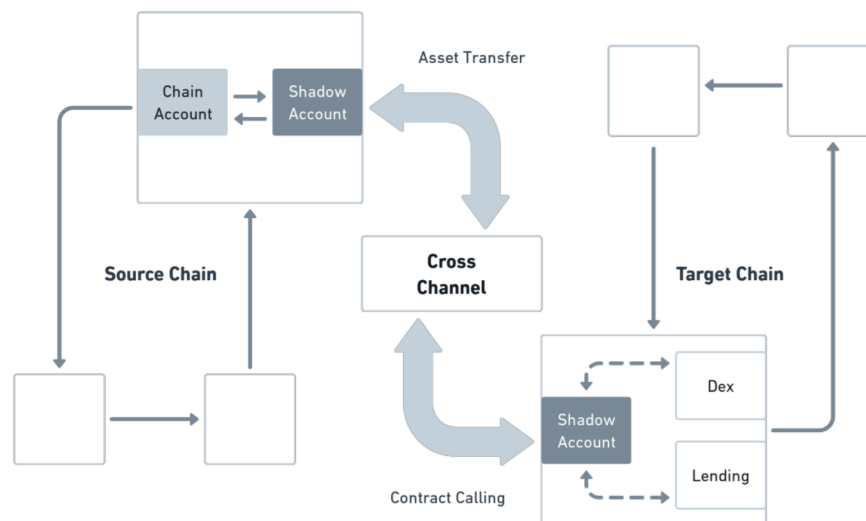 Asset Transfer
Chain
Account
Shadow
Account
Source Chain
Cross
Channel
Target Chain
Shadow
Account
Dex
Lending
Contract Calling